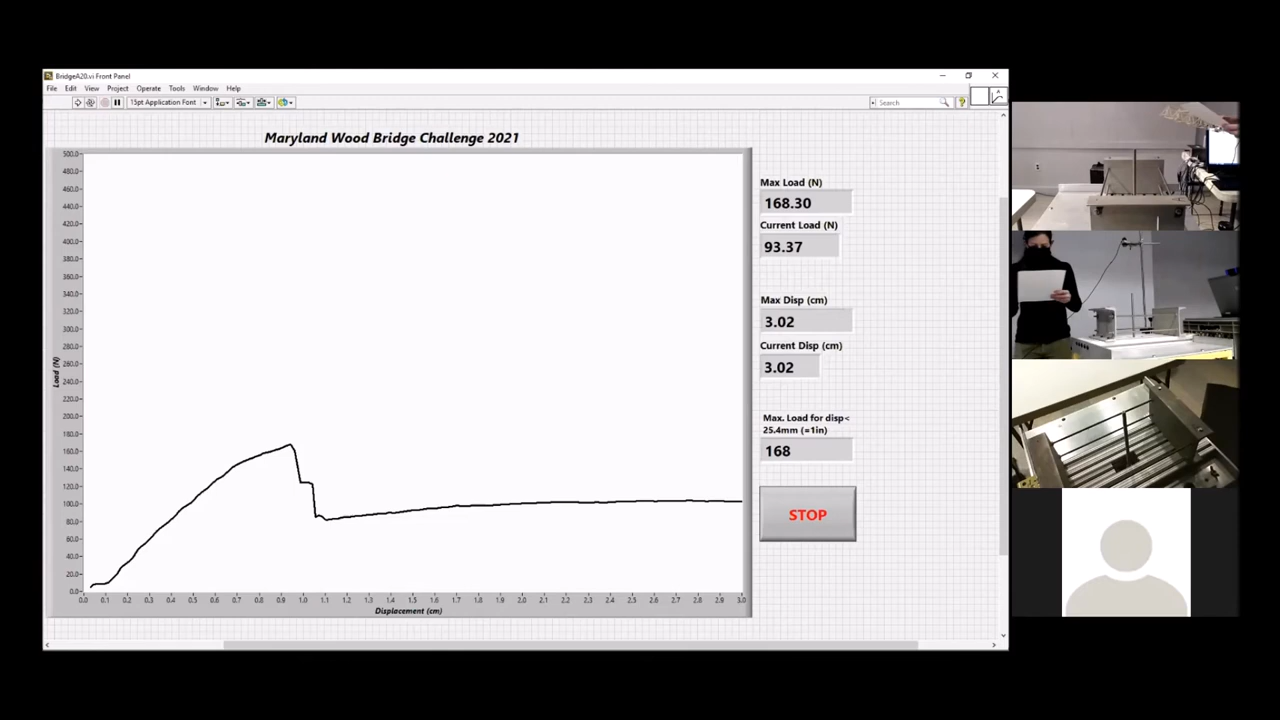 BridgeA20.vi Front Panel
File Edit View Project Operate Tools Window Help
15pt Application Font
Search
Maryland Wood Bridge Challenge 2021
500.0
480.0
460.0
440.0
420.0
400.0
380.0
360.0
340.0
320.0
300.0
280.0
260.0
240.0
220.0
200.0
180.0
160.0
140.0
120.0
100.0
80.0
60.0
40.0
20.0
0.0
Load (N)
0.0 0.1 0.2 0.3 0.4 0.5 0.6 0.7 0.8 0.9 1.0 1.1 1.2 1.3 1.4 1.5 1.6 1.7 1.8 1.9 2.0 2.1 2.2 2.3 2.4 2.5 2.6 2.7 2.8 2.9 3.0
Displacement (cm)
Max Load (N)
168.30
Current Load (N)
93.37
Max Disp (cm)
3.02
Current Disp (cm)
3.02
Max. Load for disp<
25.4mm (=1in)
168
STOP